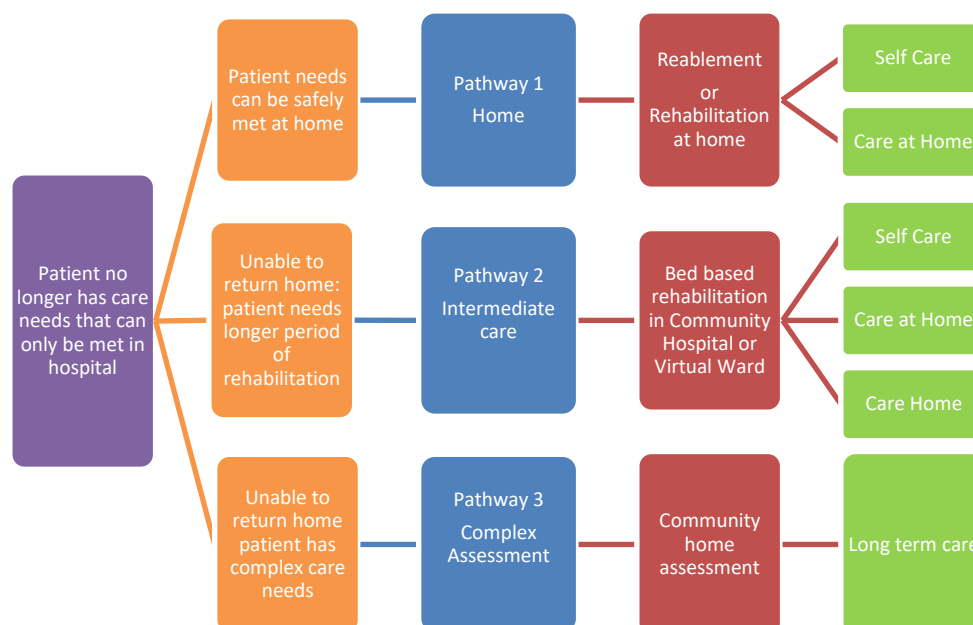 Patient no
longer has care
needs that can
only be met in
hospital
Patient needs
can be safely
met at home
Pathway 1
Home
Reablement
or
Rehabilitation
at home
Self Care
Care at Home
Unable to
return home:
patient needs
longer period
of
rehabilitation
Pathway 2
Intermediate
care
Bed based
rehabilitation
in Community
Hospital or
Virtual Ward
Self Care
Care at Home
Care Home
Unable to
return home
patient has
complex care
needs
Pathway 3
Complex
Assessment
Community
home
assessment
Long term care